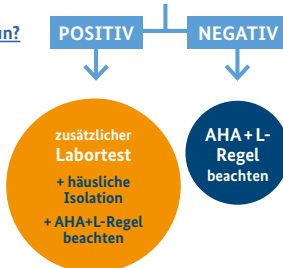 un?
POSITIV
NEGATIV
zusätzlicher
Labortest
+ häusliche
Isolation
+ AHA+L-Regel
beachten
AHA+L-
Regel
beachten